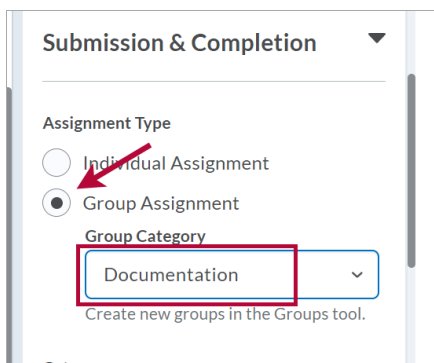 Submission & Completion
Assignment Type
Individual Assignment
Group Assignment
Group Category
Documentation
Create new groups in the Groups tool.